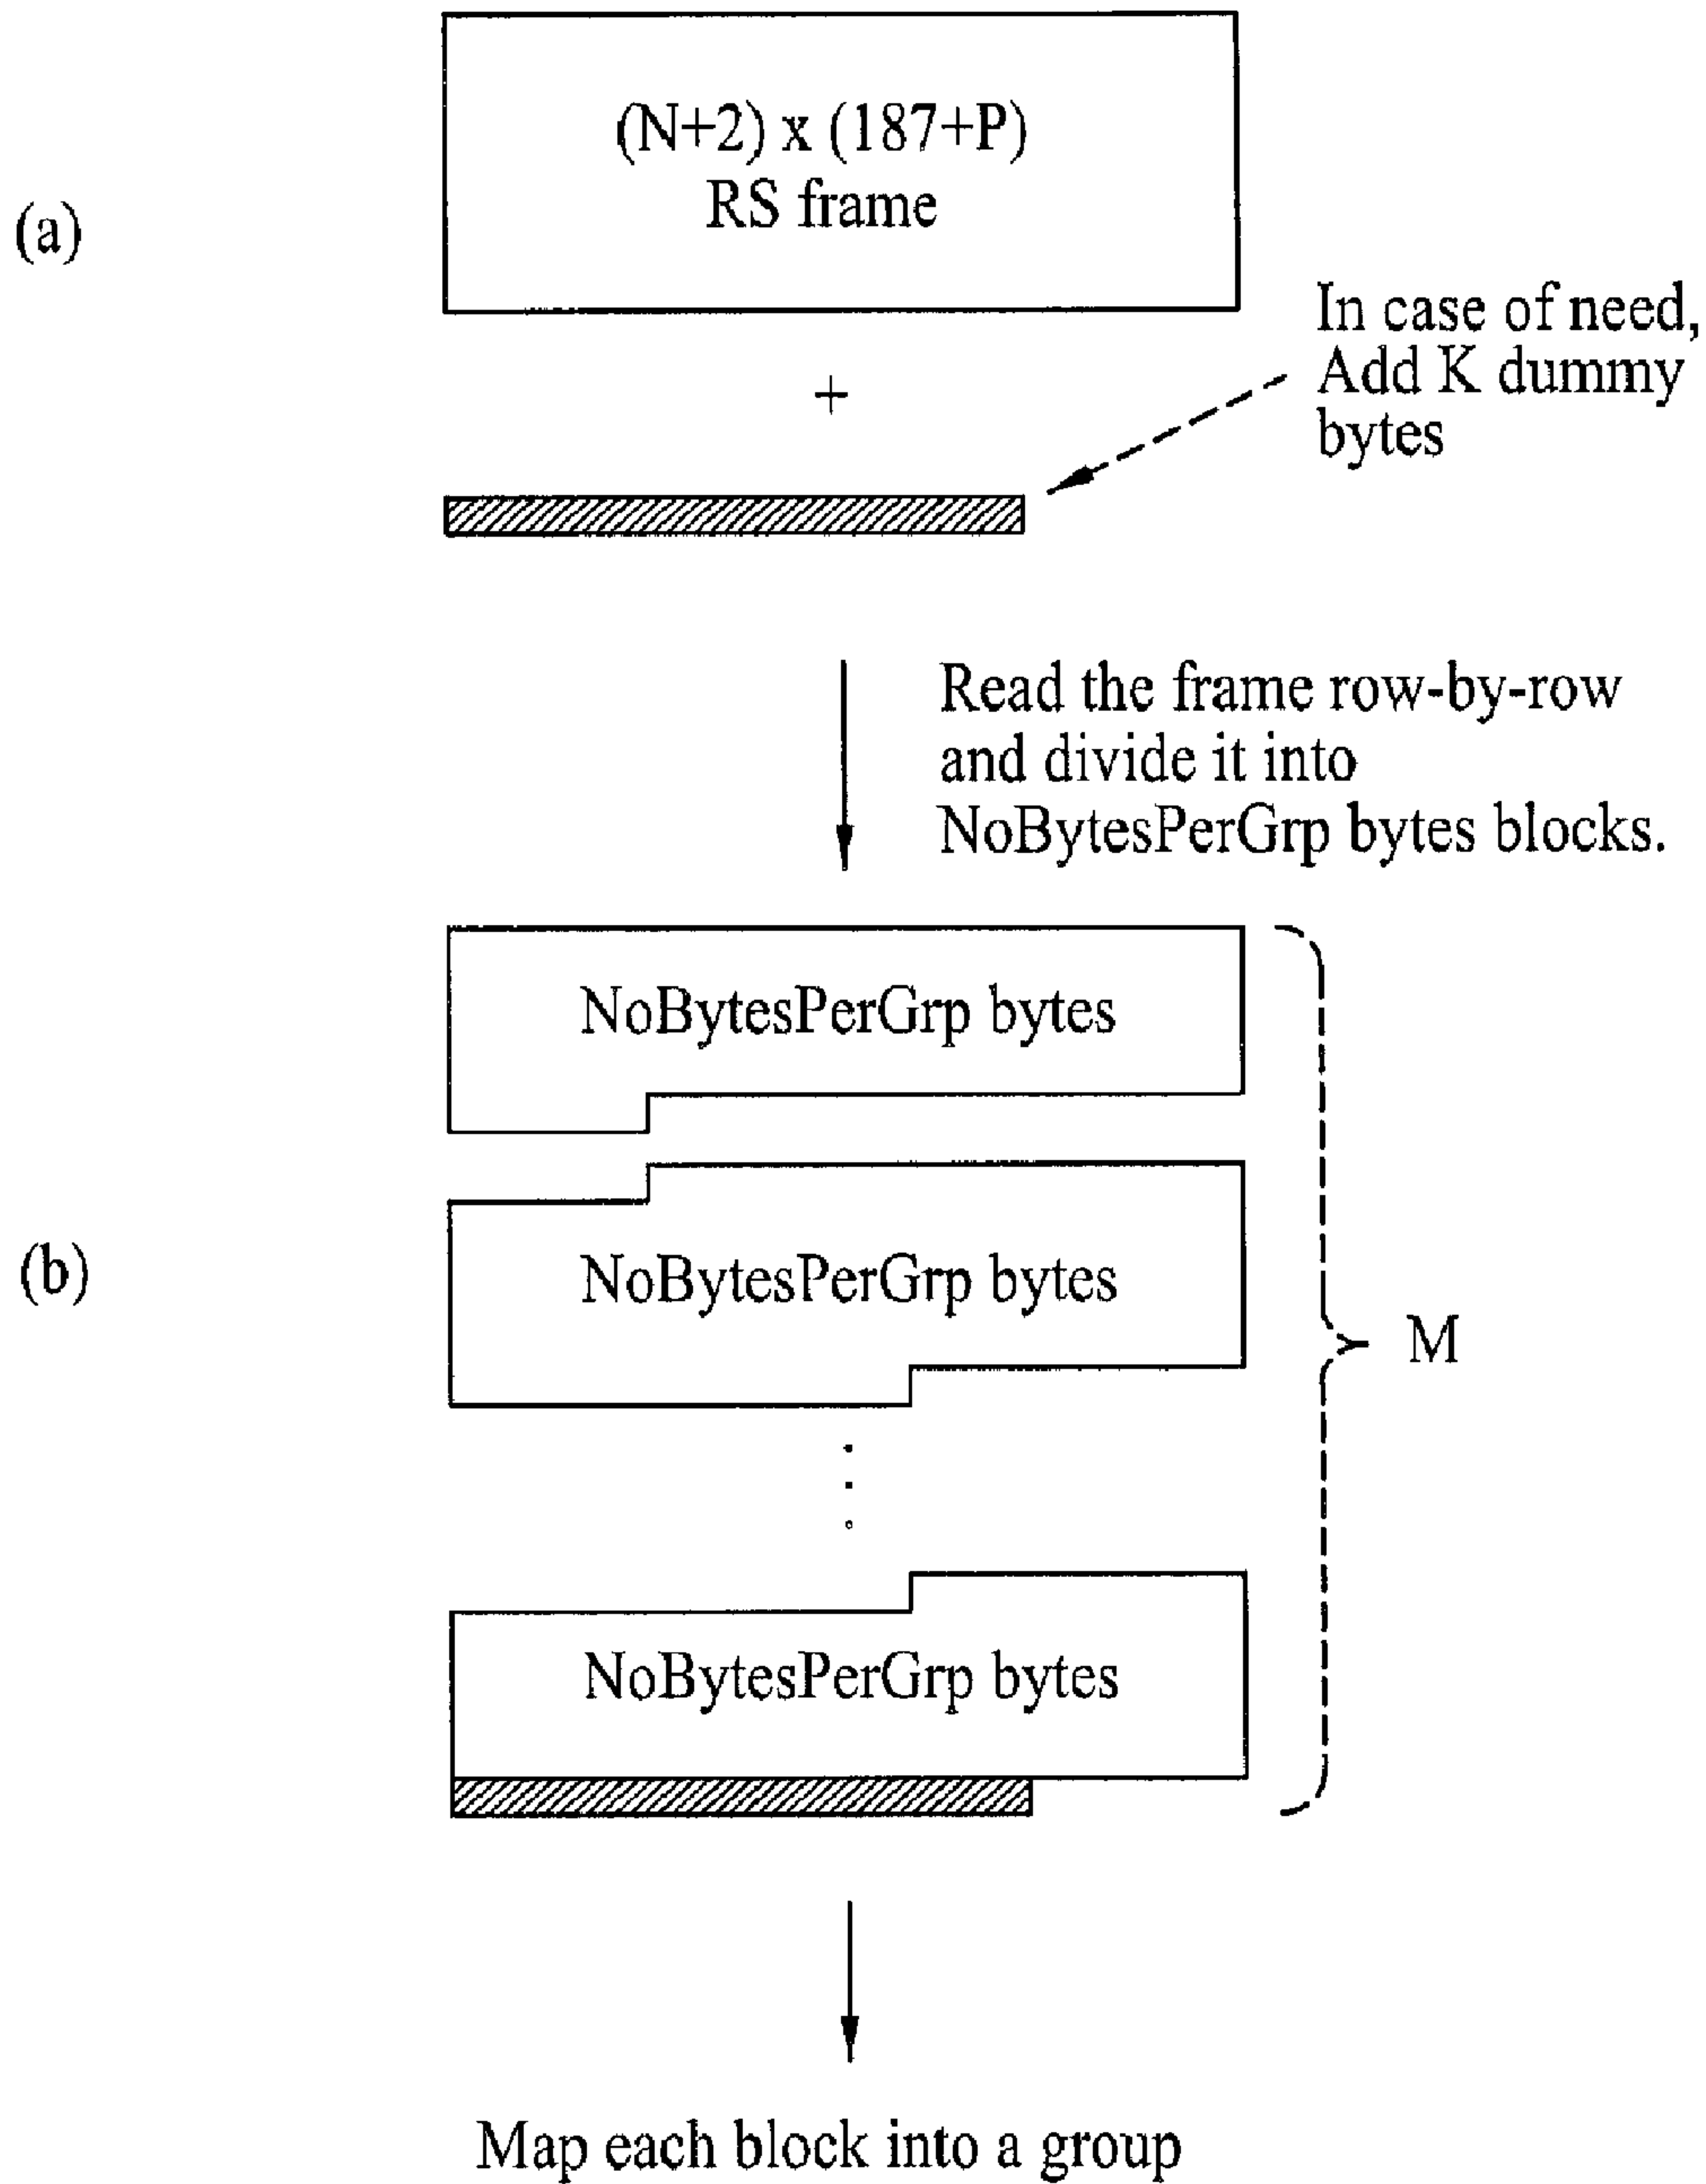 (N+2) x (187+P)
RS frame
(a)
In case of need,
Add K dummy
bytes
+
Read the frame row-by-row
and divide it into
NoBytesPerGrp bytes blocks.
NoBytesPerGrp bytes
NoBytesPerGrp bytes
(b)
M
NoBytesPerGrp bytes
Map each block into a group